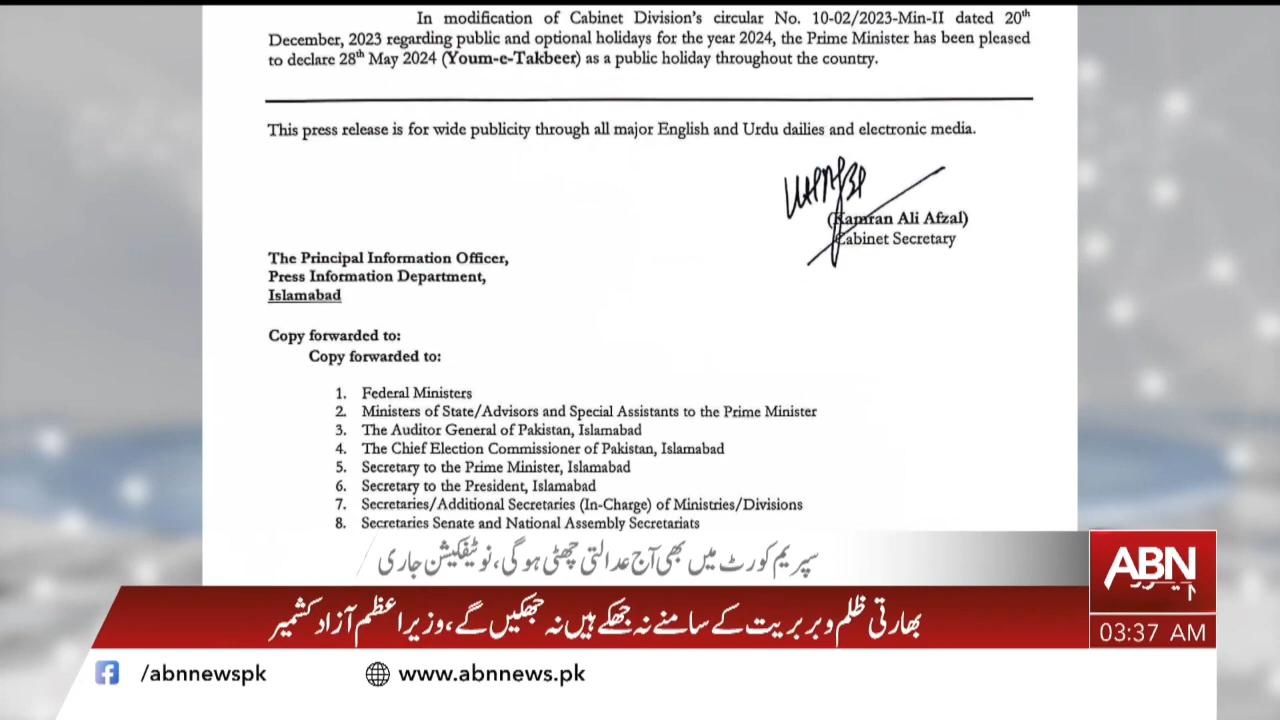 In modification of Cabinet Division's circular No. 10-02/2023-Min-II dated 20th
December, 2023 regarding public and optional holidays for the year 2024, the Prime Minister has been pleased
to declare 28th May 2024 (Youm-e-Takbeer) as a public holiday throughout the country.
This press release is for wide publicity through all major English and Urdu dailies and electronic media.
(Kamran Ali Afzal)
Cabinet Secretary
The Principal Information Officer,
Press Information Department,
Islamabad
Copy forwarded to:
Copy forwarded to:
1. Federal Ministers
2. Ministers of State/Advisors and Special Assistants to the Prime Minister
3. The Auditor General of Pakistan, Islamabad
4. The Chief Election Commissioner of Pakistan, Islamabad
5. Secretary to the Prime Minister, Islamabad
6. Secretary to the President, Islamabad
7. Secretaries/Additional Secretaries (In-Charge) of Ministries/Divisions
8. Secretaries Senate and National Assembly Secretariats
سپریم کورٹ میں بھی آج عدالتی چھٹی ہوگی، نوٹیفکیشن جاری
ABN
نیوز
بھارتی ظلم و بربریت کے سامنے نہ جھکے ہیں نہ جھکیں گے، وزیراعظم آزاد کشمیر
03:37 AM
/abnnewspk
www.abnnews.pk